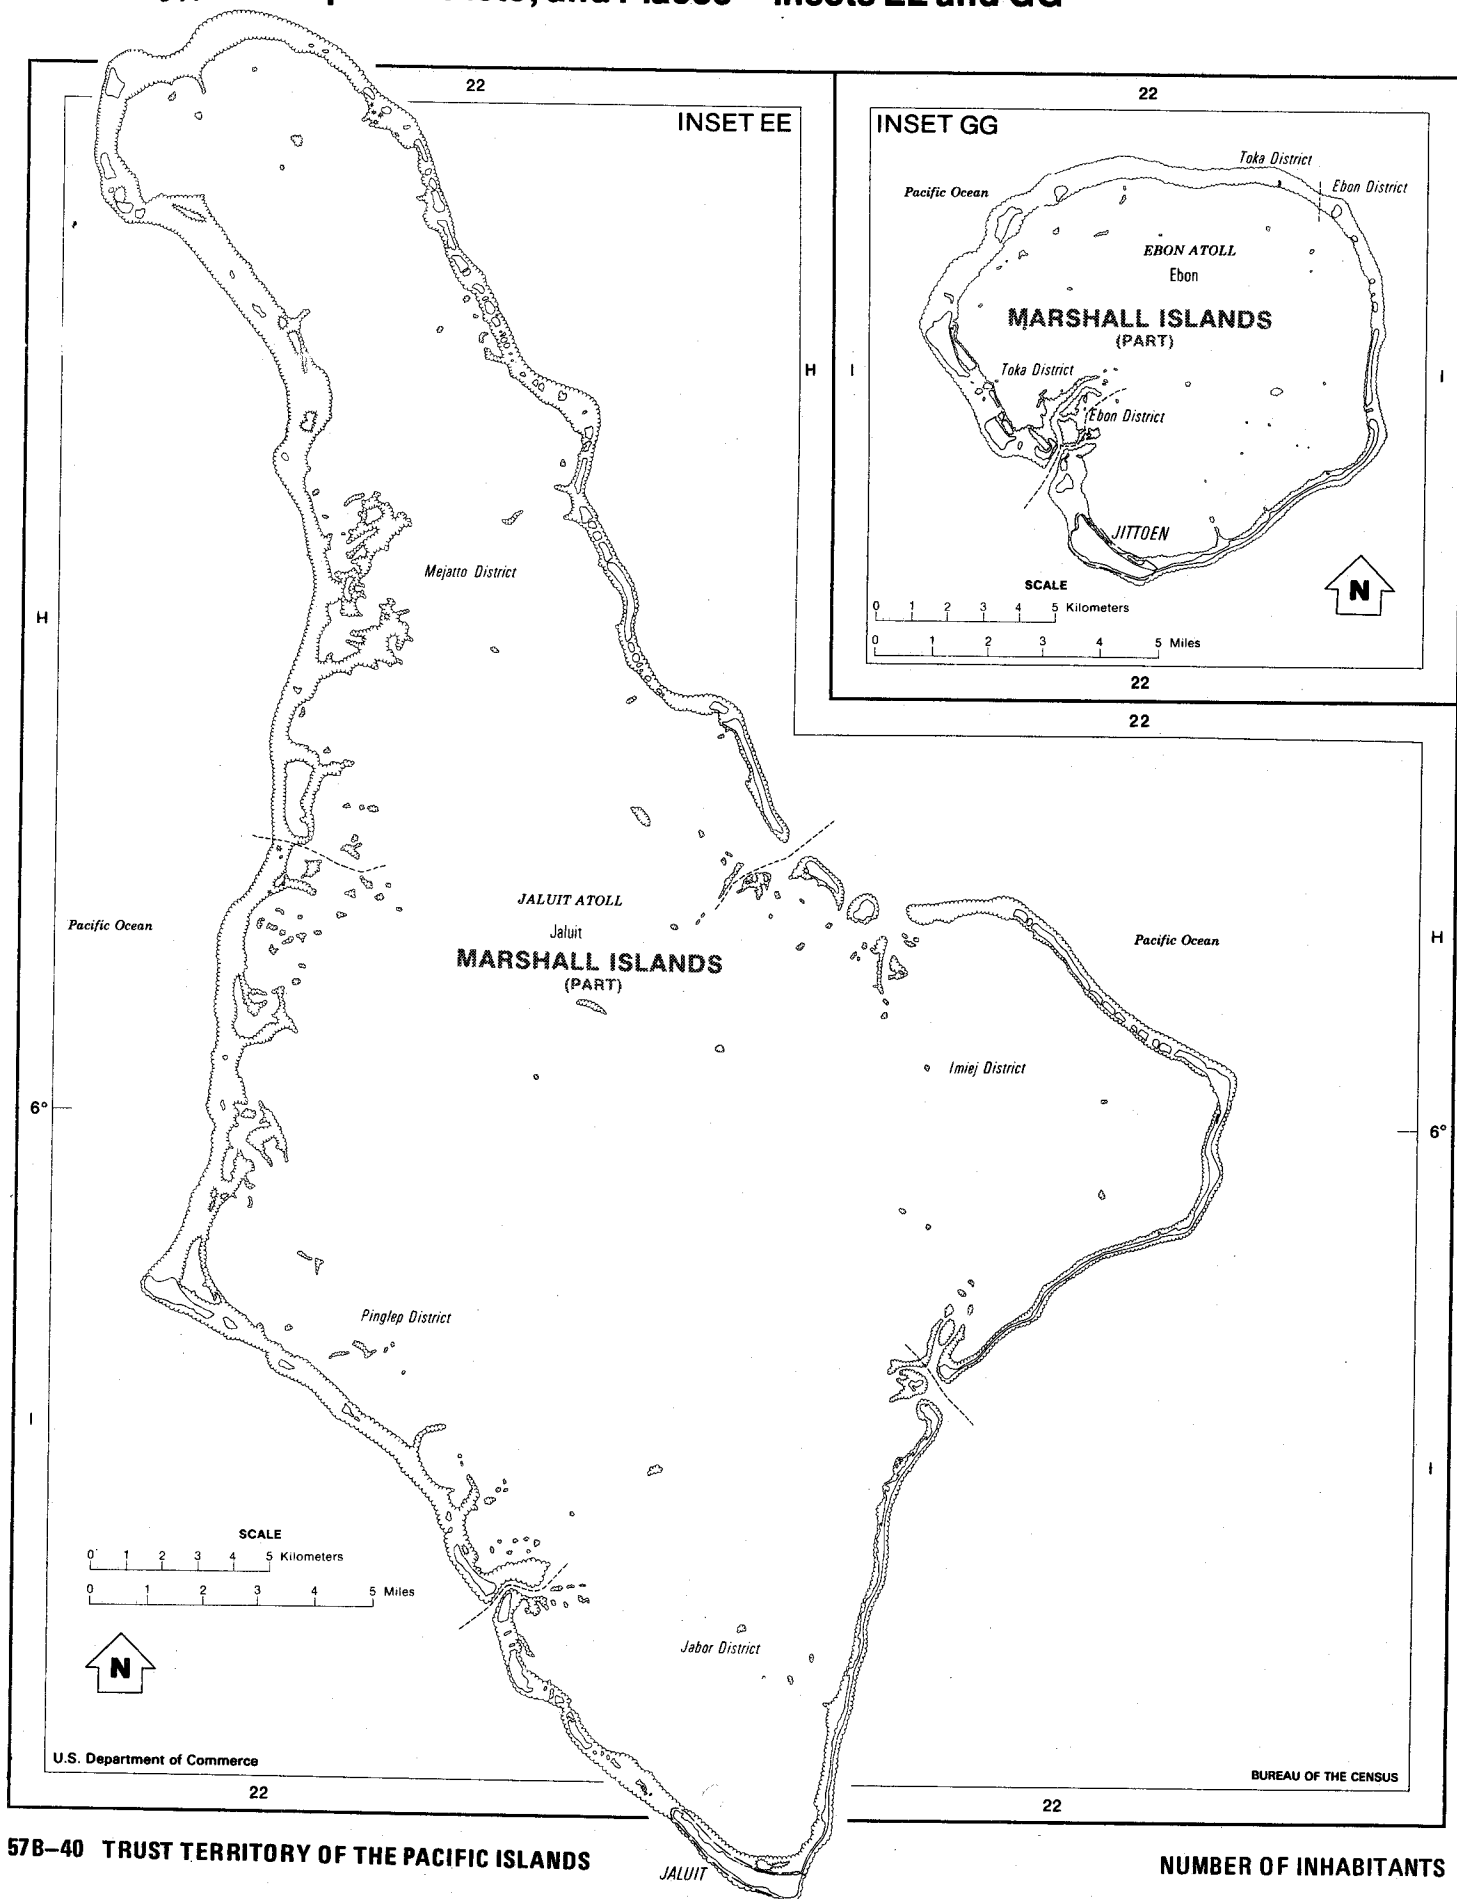 Insets EE and GG
22
INSET EE
22
INSET GG
Toka District
Ebon District
Pacific Ocean
EBON ATOLL
Ebon
MARSHALL ISLANDS
(PART)
H
I
I
Toka District
Ebon District
JITTOEN
SCALE
0 1 2 3 4 5 Kilometers
0 1 2 3 4 5 Miles
N
22
22
Mejatto District
H
JALUIT ATOLL
Jaluit
MARSHALL ISLANDS
(PART)
Pacific Ocean
Pacific Ocean
H
Imiej District
6°
6°
Pinglep District
I
I
SCALE
0 1 2 3 4 5 Kilometers
0 1 2 3 4 5 Miles
N
Jabor District
U.S. Department of Commerce
BUREAU OF THE CENSUS
22
22
JALUIT
57B–40 TRUST TERRITORY OF THE PACIFIC ISLANDS
NUMBER OF INHABITANTS